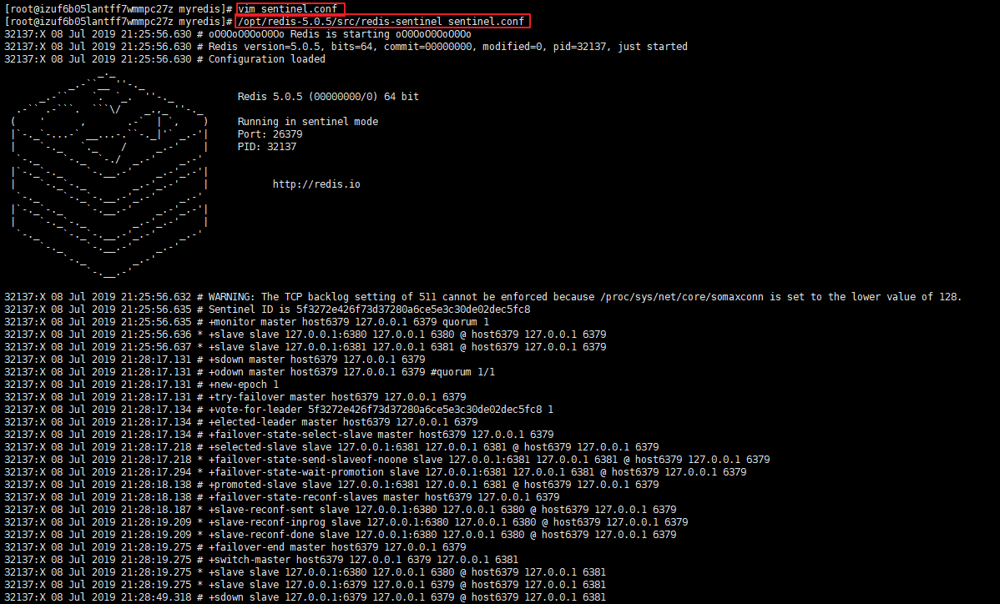 [root@izuf6b05lantff7wmmpc27z myredis]# vim sentinel.conf
[root@izuf6b05lantff7wmmpc27z myredis]# /opt/redis-5.0.5/src/redis-sentinel sentinel.conf
32137:X 08 Jul 2019 21:25:56.630 # oO0OoO0OoO0Oo Redis is starting oO0OoO0OoO0Oo
32137:X 08 Jul 2019 21:25:56.630 # Redis version=5.0.5, bits=64, commit=00000000, modified=0, pid=32137, just started
32137:X 08 Jul 2019 21:25:56.630 # Configuration loaded
Redis 5.0.5 (00000000/0) 64 bit
Running in sentinel mode
Port: 26379
PID: 32137
http://redis.io
32137:X 08 Jul 2019 21:25:56.632 # WARNING: The TCP backlog setting of 511 cannot be enforced because /proc/sys/net/core/somaxconn is set to the lower value of 128.
32137:X 08 Jul 2019 21:25:56.635 # Sentinel ID is 5f3272e426f73d37280a6ce5e3c30de02dec5fc8
32137:X 08 Jul 2019 21:25:56.635 # +monitor master host6379 127.0.0.1 6379 quorum 1
32137:X 08 Jul 2019 21:25:56.636 * +slave slave 127.0.0.1:6380 127.0.0.1 6380 @ host6379 127.0.0.1 6379
32137:X 08 Jul 2019 21:25:56.637 * +slave slave 127.0.0.1:6381 127.0.0.1 6381 @ host6379 127.0.0.1 6379
32137:X 08 Jul 2019 21:28:17.131 # +sdown master host6379 127.0.0.1 6379
32137:X 08 Jul 2019 21:28:17.131 # +odown master host6379 127.0.0.1 6379 #quorum 1/1
32137:X 08 Jul 2019 21:28:17.131 # +new-epoch 1
32137:X 08 Jul 2019 21:28:17.131 # +try-failover master host6379 127.0.0.1 6379
32137:X 08 Jul 2019 21:28:17.134 # +vote-for-leader 5f3272e426f73d37280a6ce5e3c30de02dec5fc8 1
32137:X 08 Jul 2019 21:28:17.134 # +elected-leader master host6379 127.0.0.1 6379
32137:X 08 Jul 2019 21:28:17.134 # +failover-state-select-slave master host6379 127.0.0.1 6379
32137:X 08 Jul 2019 21:28:17.218 # +selected-slave slave 127.0.0.1:6381 127.0.0.1 6381 @ host6379 127.0.0.1 6379
32137:X 08 Jul 2019 21:28:17.218 * +failover-state-send-slaveof-noone slave 127.0.0.1:6381 127.0.0.1 6381 @ host6379 127.0.0.1 6379
32137:X 08 Jul 2019 21:28:17.294 * +failover-state-wait-promotion slave 127.0.0.1:6381 127.0.0.1 6381 @ host6379 127.0.0.1 6379
32137:X 08 Jul 2019 21:28:18.138 # +promoted-slave slave 127.0.0.1:6381 127.0.0.1 6381 @ host6379 127.0.0.1 6379
32137:X 08 Jul 2019 21:28:18.138 # +failover-state-reconf-slaves master host6379 127.0.0.1 6379
32137:X 08 Jul 2019 21:28:18.187 * +slave-reconf-sent slave 127.0.0.1:6380 127.0.0.1 6380 @ host6379 127.0.0.1 6379
32137:X 08 Jul 2019 21:28:19.209 * +slave-reconf-inprog slave 127.0.0.1:6380 127.0.0.1 6380 @ host6379 127.0.0.1 6379
32137:X 08 Jul 2019 21:28:19.209 * +slave-reconf-done slave 127.0.0.1:6380 127.0.0.1 6380 @ host6379 127.0.0.1 6379
32137:X 08 Jul 2019 21:28:19.275 # +failover-end master host6379 127.0.0.1 6379
32137:X 08 Jul 2019 21:28:19.275 # +switch-master host6379 127.0.0.1 6379 127.0.0.1 6381
32137:X 08 Jul 2019 21:28:19.275 * +slave slave 127.0.0.1:6380 127.0.0.1 6380 @ host6379 127.0.0.1 6381
32137:X 08 Jul 2019 21:28:19.275 * +slave slave 127.0.0.1:6379 127.0.0.1 6379 @ host6379 127.0.0.1 6381
32137:X 08 Jul 2019 21:28:49.318 # +sdown slave 127.0.0.1:6379 127.0.0.1 6379 @ host6379 127.0.0.1 6381